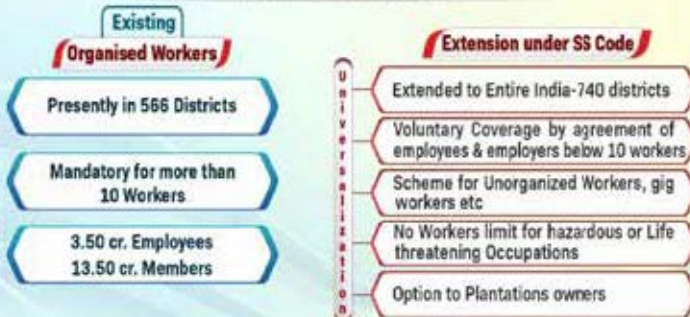 Existing
Organised Workers
Presently in 566 Districts
Mandatory for more than
10 Workers
3.50 cr. Employees
13.50 cr. Members
Universalization
Extension under SS Code
Extended to Entire India-740 districts
Voluntary Coverage by agreement of
employees & employers below 10 workers
Scheme for Unorganized Workers, gig
workers etc
No Workers limit for hazardous or Life
threatening Occupations
Option to Plantations owners